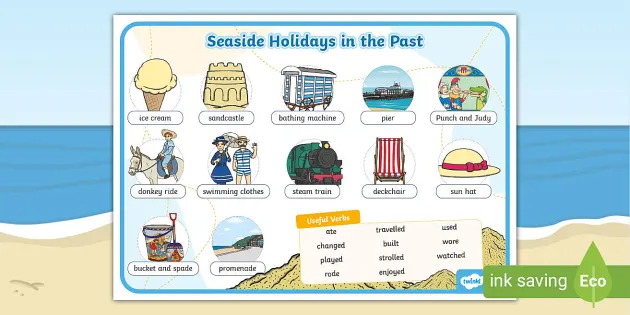 Seaside Holidays in the Past
ice cream
sandcastle
bathing machine
pier
Punch and Judy
donkey ride
swimming clothes
steam train
deckchair
sun hat
bucket and spade
promenade
Useful Verbs
ate
travelled
used
changed
built
wore
played
strolled
watched
rode
enjoyed
twinkl
ink saving
Eco